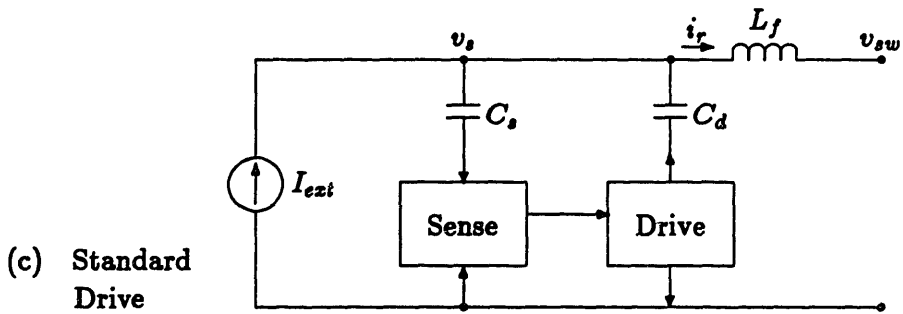 v_s
i_r
L_f
v_sw
C_s
C_d
I_ext
Sense
Drive
(c) Standard
Drive